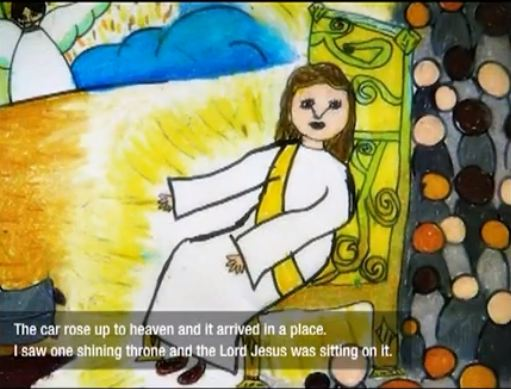 The car rose up to heaven and it arrived in a place.
I saw one shining throne and the Lord Jesus was sitting on it.